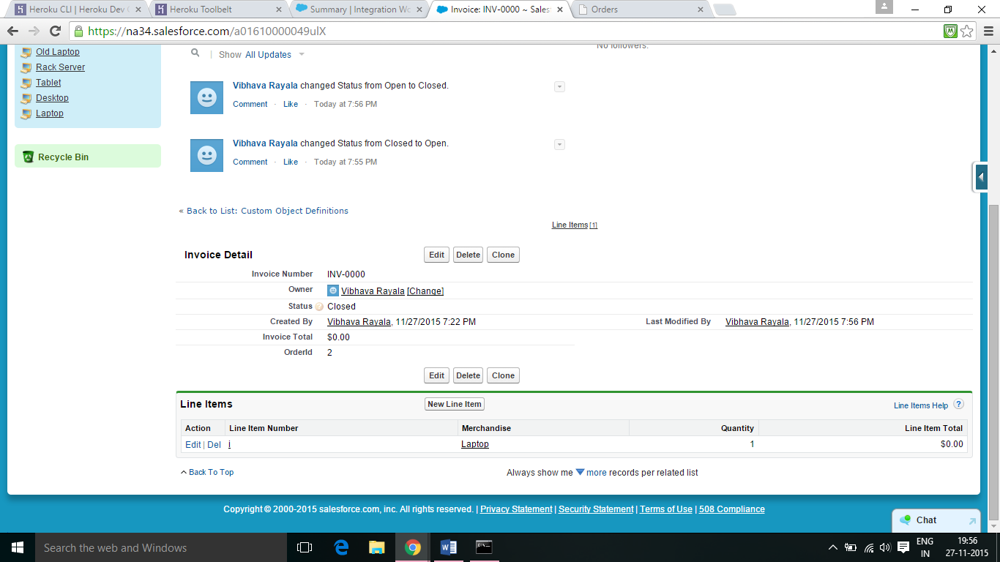 Heroku CLI | Heroku Dev C
Heroku Toolbelt
Summary | Integration Wo
Invoice: INV-0000 ~ Sales
Orders
https://na34.salesforce.com/a01610000049ulX
Old Laptop
Rack Server
Tablet
Desktop
Laptop
Recycle Bin
Show All Updates
No followers.
Vibhava Rayala changed Status from Open to Closed.
Comment · Like · Today at 7:56 PM
Vibhava Rayala changed Status from Closed to Open.
Comment · Like · Today at 7:55 PM
« Back to List: Custom Object Definitions
Line Items [1]
Invoice Detail Edit Delete Clone
Invoice Number INV-0000
Owner Vibhava Rayala [Change]
Status ? Closed
Created By Vibhava Rayala, 11/27/2015 7:22 PM Last Modified By Vibhava Rayala, 11/27/2015 7:56 PM
Invoice Total $0.00
OrderId 2
Edit Delete Clone
Line Items New Line Item Line Items Help ?
Action Line Item Number Merchandise Quantity Line Item Total
Edit | Del i Laptop 1 $0.00
Back To Top Always show me more records per related list
Copyright © 2000-2015 salesforce.com, inc. All rights reserved. | Privacy Statement | Security Statement | Terms of Use | 508 Compliance
Chat
Search the web and Windows
ENG
IN
19:56
27-11-2015